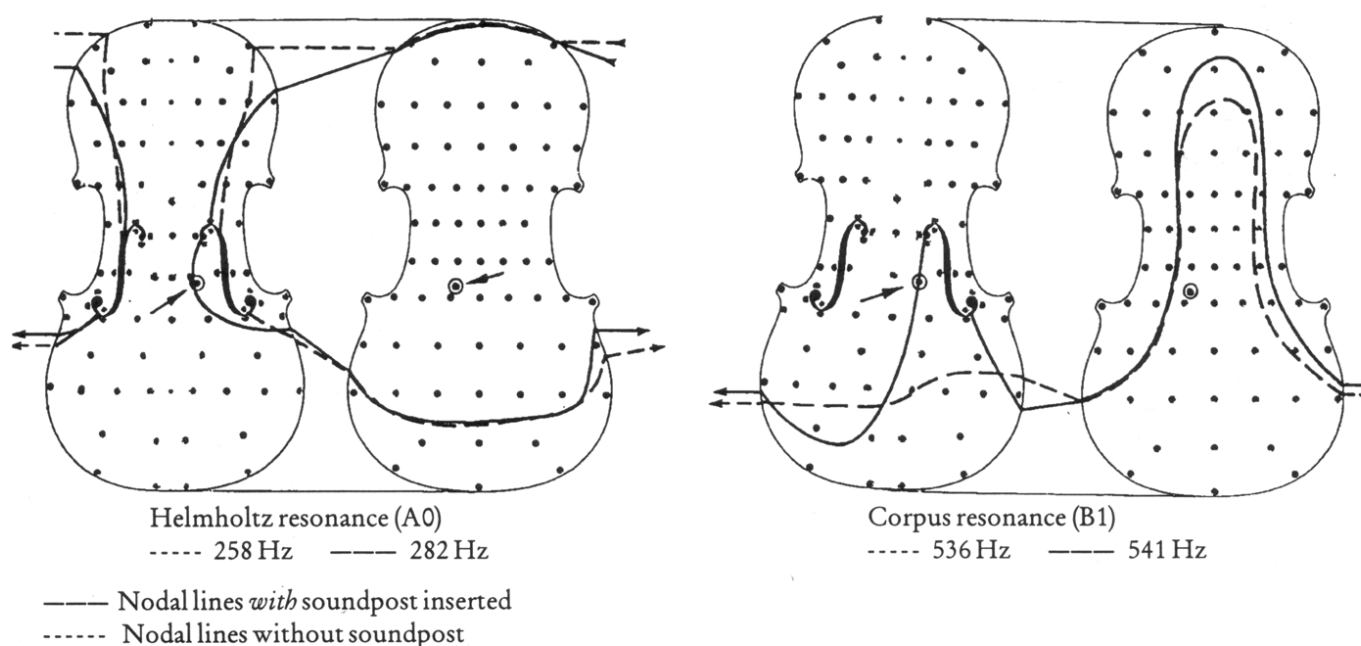 Helmholtz resonance (A0)
----- 258 Hz ——— 282 Hz
Corpus resonance (B1)
----- 536 Hz ——— 541 Hz
——— Nodal lines with soundpost inserted
------ Nodal lines without soundpost